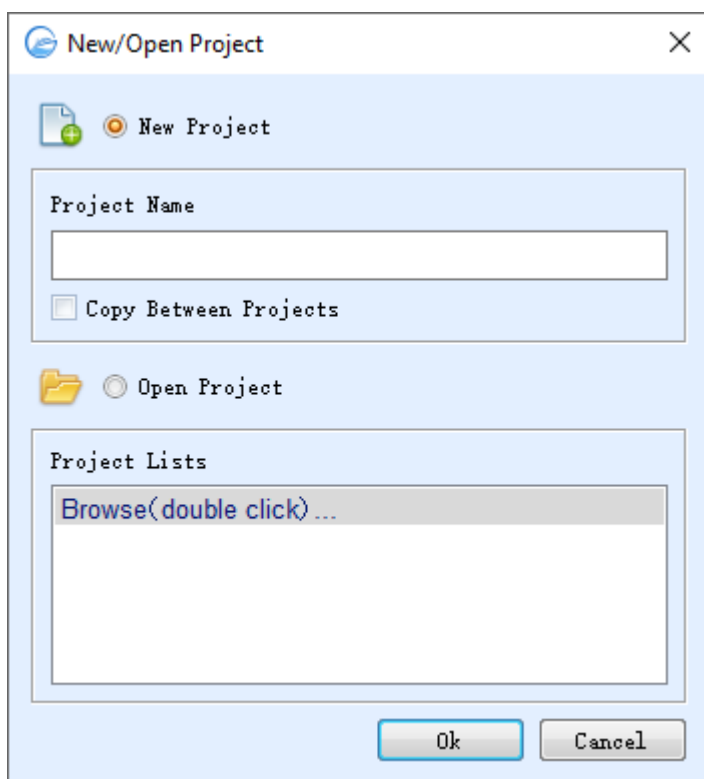 New/Open Project
New Project
Project Name
Copy Between Projects
Open Project
Project Lists
Browse(double click)...
Ok Cancel